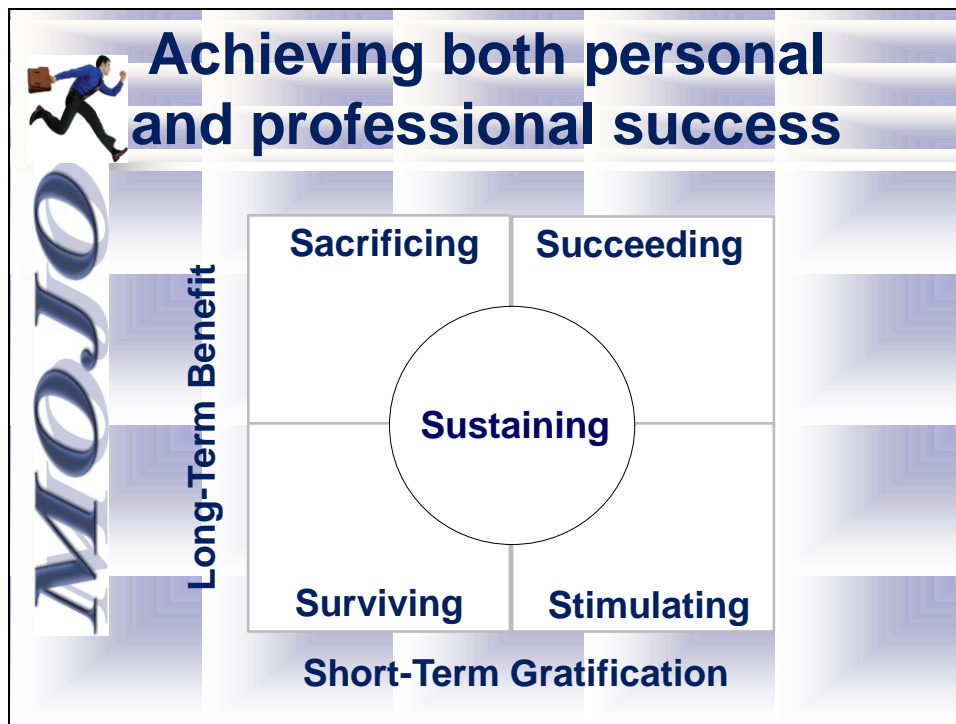 Achieving both personal
and professional success
MOJO
Long-Term Benefit
Sacrificing
Succeeding
Sustaining
Surviving
Stimulating
Short-Term Gratification